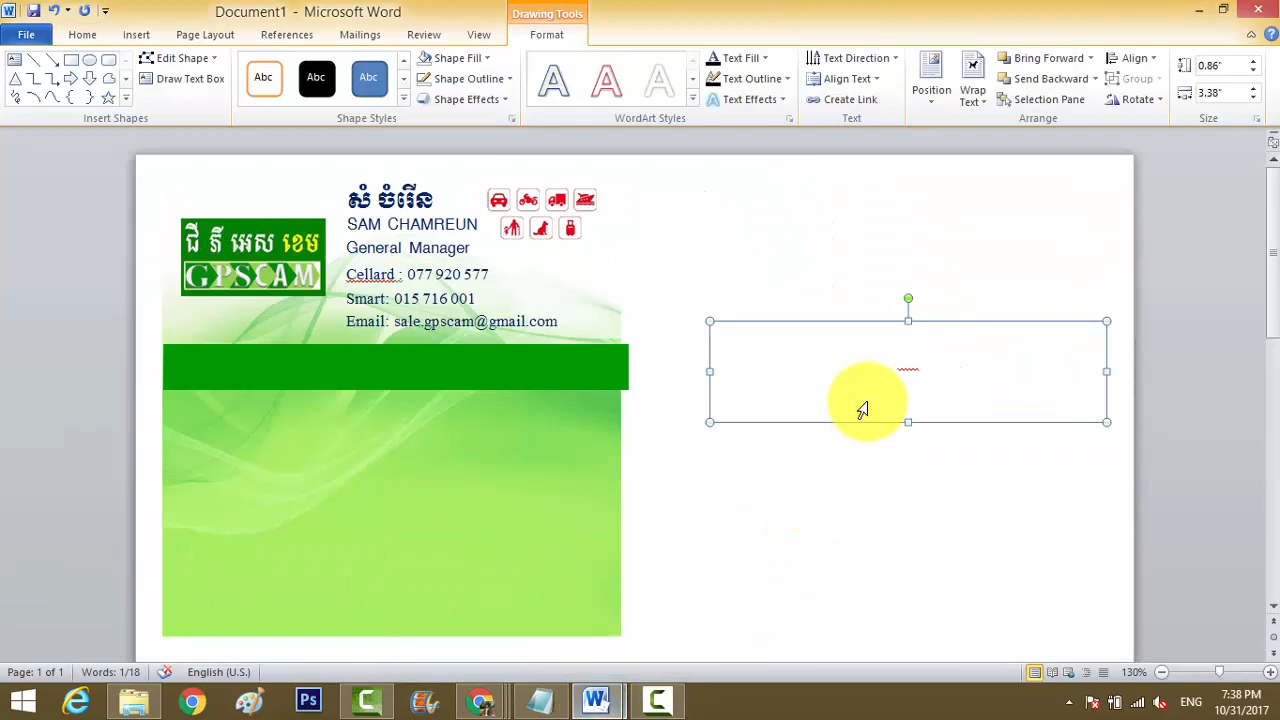 Document1 - Microsoft Word
Drawing Tools
File
Home
Insert
Page Layout
References
Mailings
Review
View
Format
Edit Shape
Draw Text Box
Insert Shapes
Abc
Abc
Abc
Shape Fill
Shape Outline
Shape Effects
Shape Styles
A
A
A
WordArt Styles
Text Fill
Text Outline
Text Effects
Text Direction
Align Text
Create Link
Text
Position
Wrap Text
Bring Forward
Send Backward
Selection Pane
Align
Group
Rotate
Arrange
0.86"
3.38"
Size
ជី ភី អេស ខេម
GPSCAM
សំ ចំរើន
SAM CHAMREUN
General Manager
Cellard : 077 920 577
Smart: 015 716 001
Email: sale.gpscam@gmail.com
Page: 1 of 1
Words: 1/18
English (U.S.)
130%
Ps
ENG
7:38 PM
10/31/2017